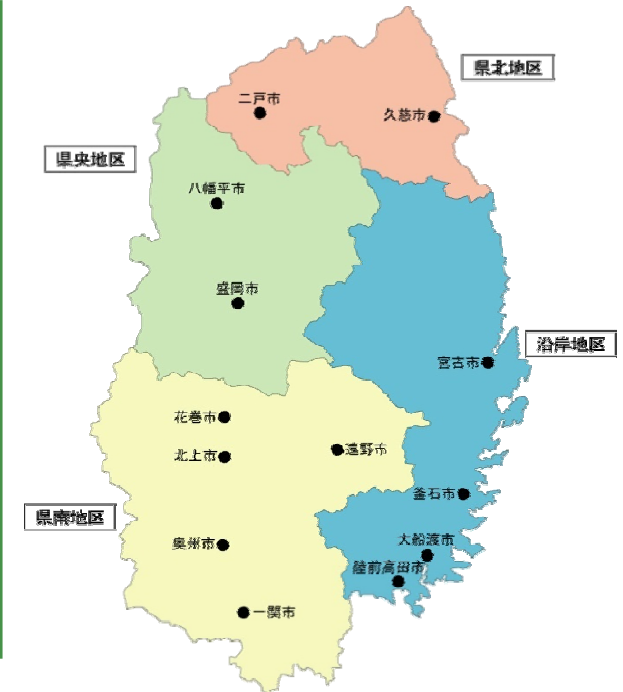 県北地区
二戸市
久慈市
県央地区
八幡平市
盛岡市
沿岸地区
宮古市
花巻市
北上市
遠野市
釜石市
県南地区
奥州市
大船渡市
陸前高田市
一関市